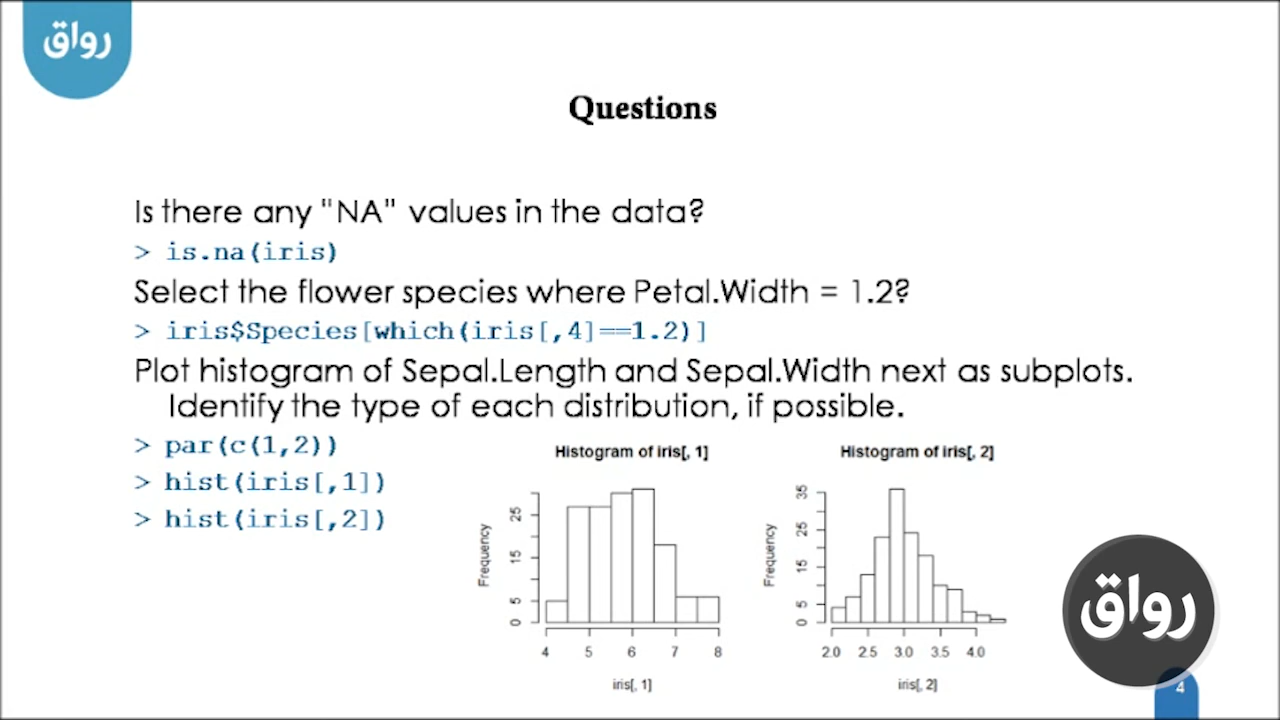 رواق
Questions
Is there any "NA" values in the data?
> is.na(iris)
Select the flower species where Petal.Width = 1.2?
> iris$Species[which(iris[,4]==1.2)]
Plot histogram of Sepal.Length and Sepal.Width next as subplots.
Identify the type of each distribution, if possible.
> par(c(1,2))
> hist(iris[,1])
> hist(iris[,2])
Histogram of iris[, 1]
Frequency
0 5 15 25
4 5 6 7 8
iris[, 1]
Histogram of iris[, 2]
Frequency
0 5 15 25 35
2.0 2.5 3.0 3.5 4.0
iris[, 2]
رواق
4